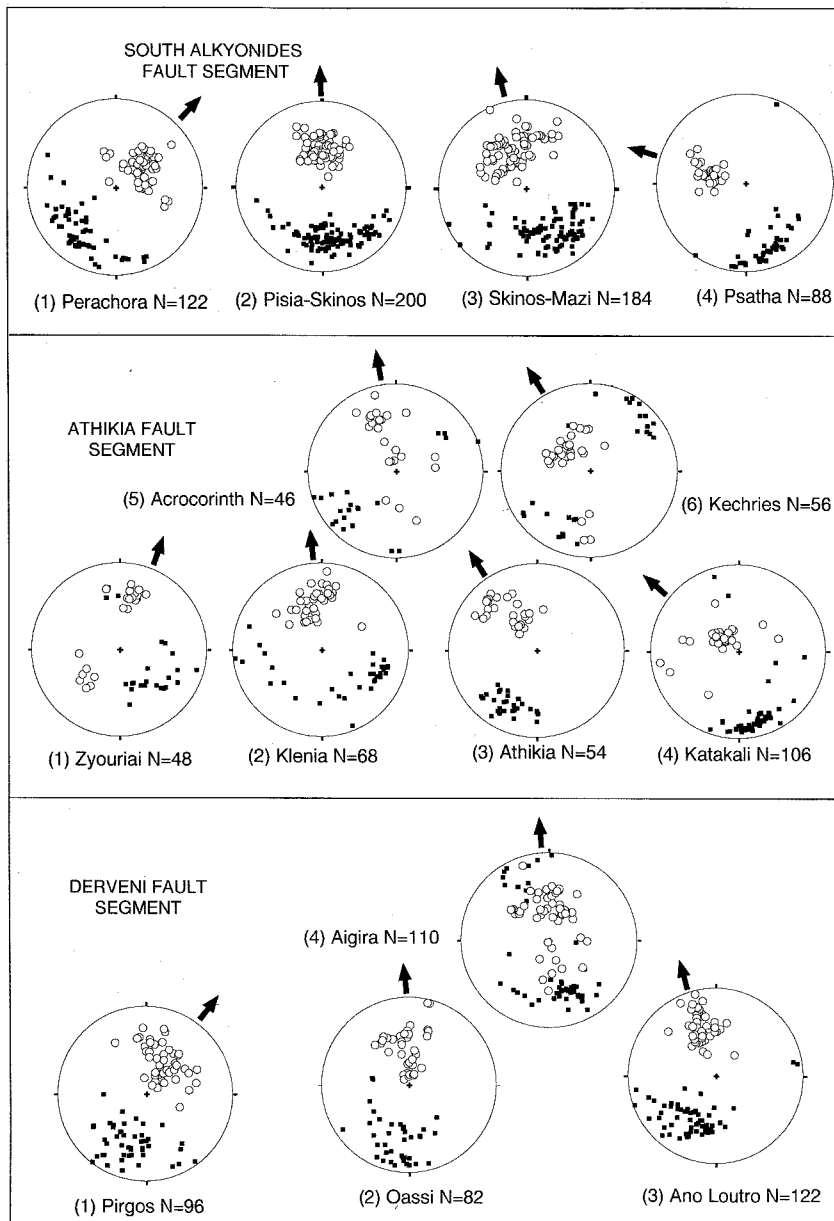 SOUTH ALKYONIDES
FAULT SEGMENT
(1) Perachora N=122
(2) Pisia-Skinos N=200
(3) Skinos-Mazi N=184
(4) Psatha N=88
ATHIKIA FAULT
SEGMENT
(5) Acrocorinth N=46
(6) Kechries N=56
(1) Zyouriai N=48
(2) Klenia N=68
(3) Athikia N=54
(4) Katakali N=106
DERVENI FAULT
SEGMENT
(4) Aigira N=110
(1) Pirgos N=96
(2) Oassi N=82
(3) Ano Loutro N=122